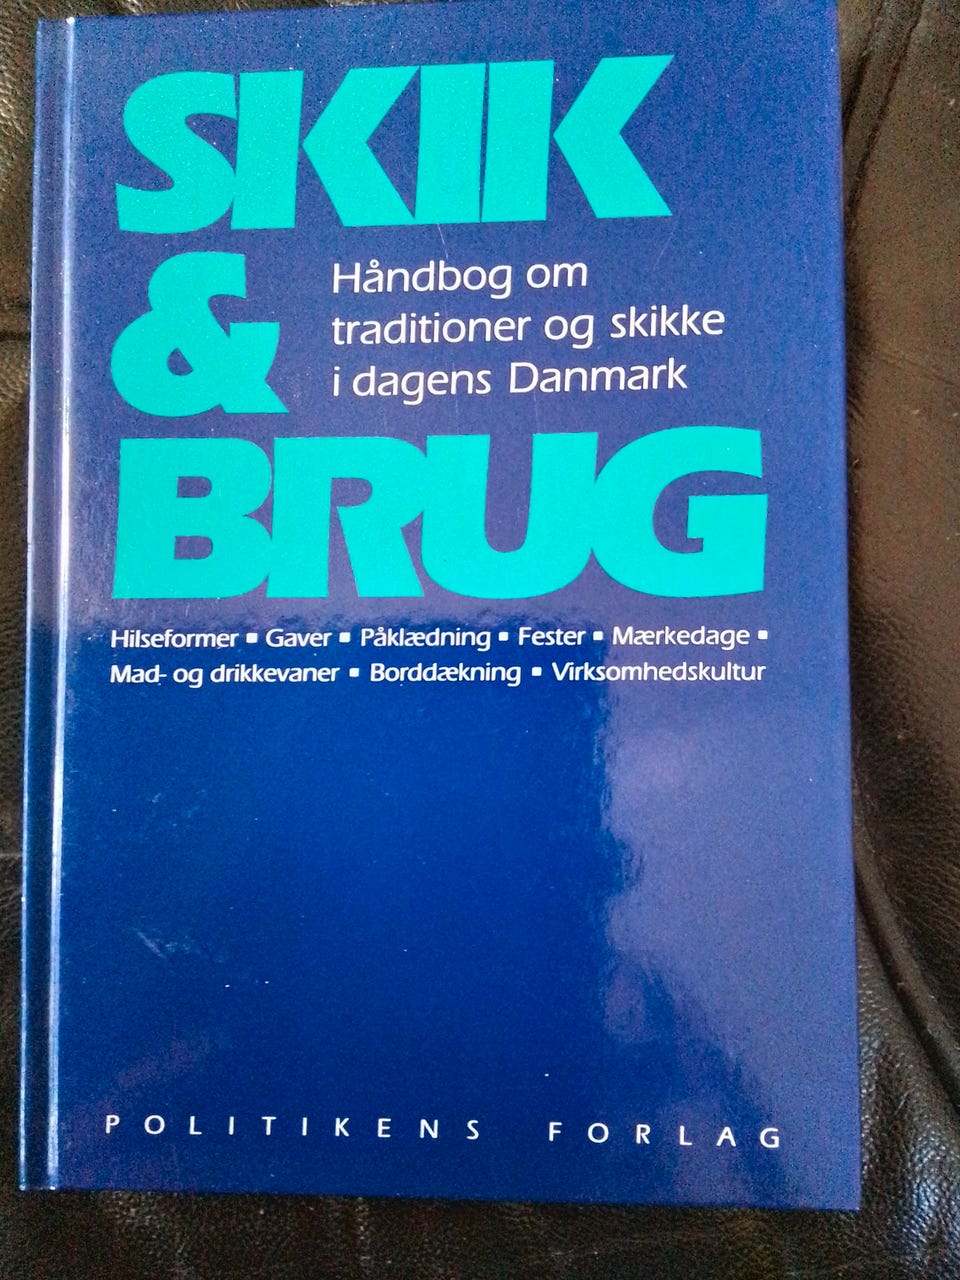 SKIK
&
Håndbog om
traditioner og skikke
i dagens Danmark
BRUG
Hilseformer ▪ Gaver ▪ Påklædning ▪ Fester ▪ Mærkedage ▪
Mad- og drikkevaner ▪ Borddækning ▪ Virksomhedskultur
POLITIKENS FORLAG